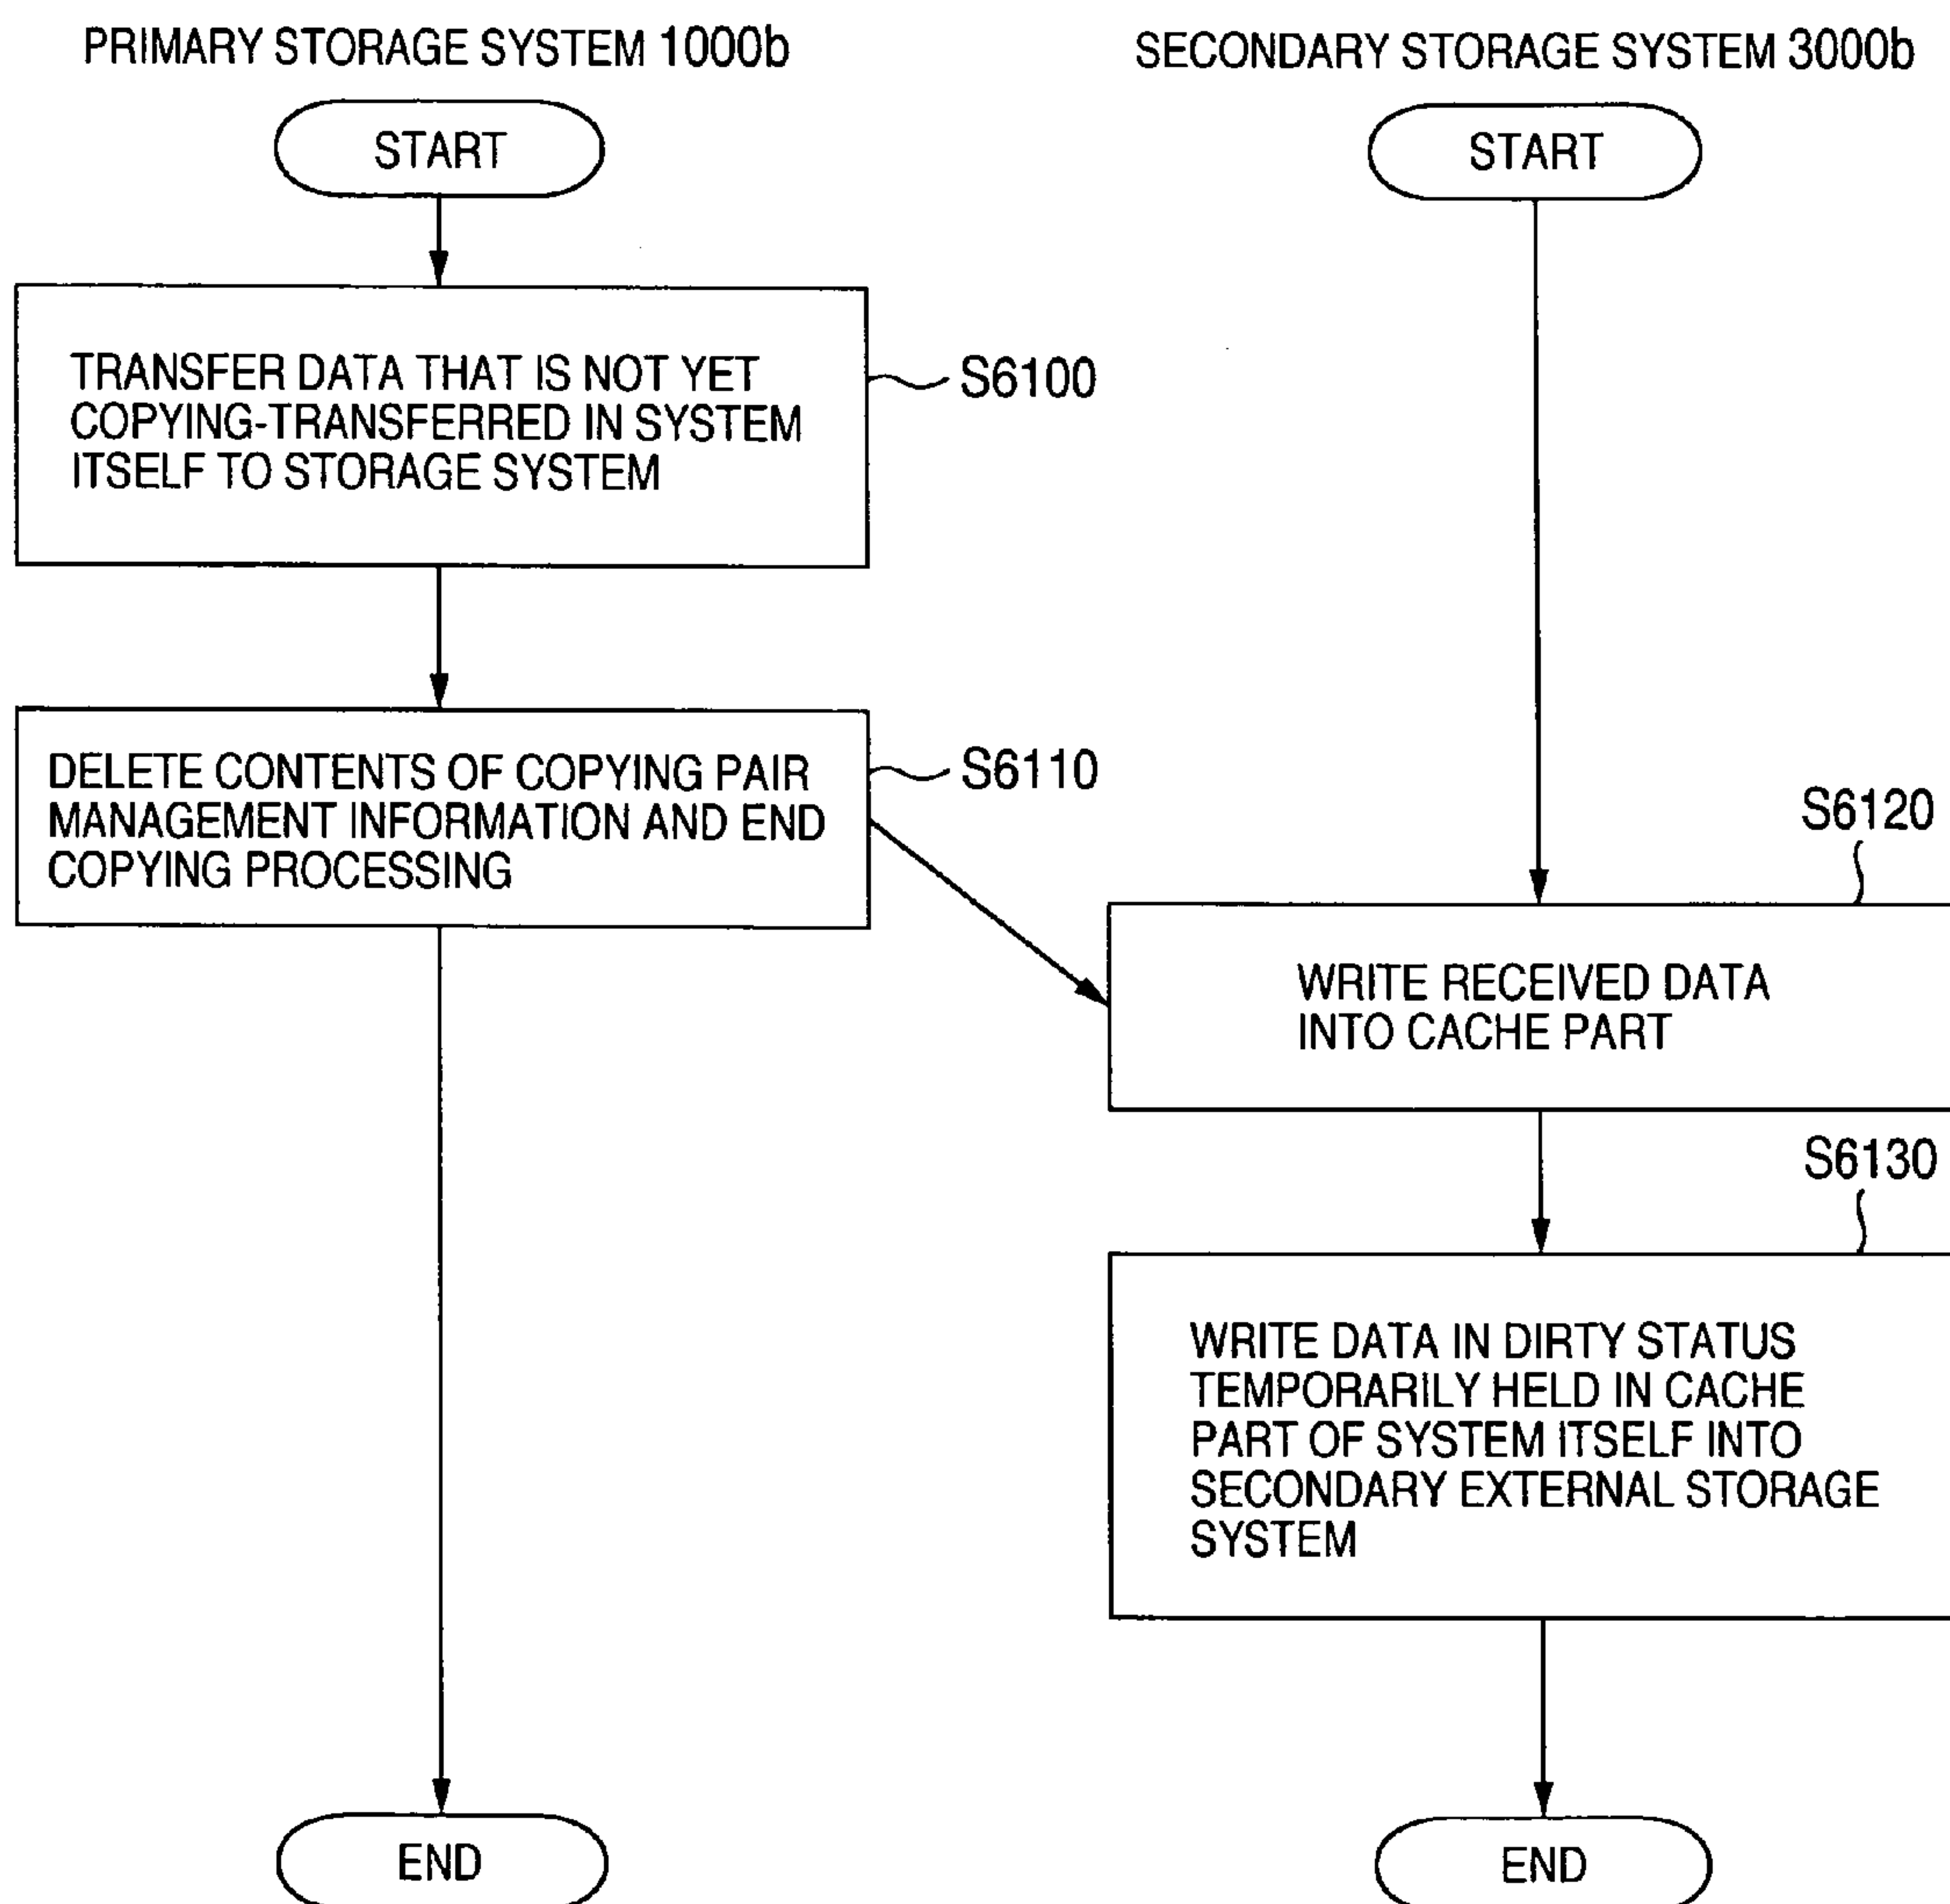 PRIMARY STORAGE SYSTEM 1000b
START
TRANSFER DATA THAT IS NOT YET
COPYING-TRANSFERRED IN SYSTEM
ITSELF TO STORAGE SYSTEM
S6100
DELETE CONTENTS OF COPYING PAIR
MANAGEMENT INFORMATION AND END
COPYING PROCESSING
S6110
END
SECONDARY STORAGE SYSTEM 3000b
START
S6120
WRITE RECEIVED DATA
INTO CACHE PART
S6130
WRITE DATA IN DIRTY STATUS
TEMPORARILY HELD IN CACHE
PART OF SYSTEM ITSELF INTO
SECONDARY EXTERNAL STORAGE
SYSTEM
END